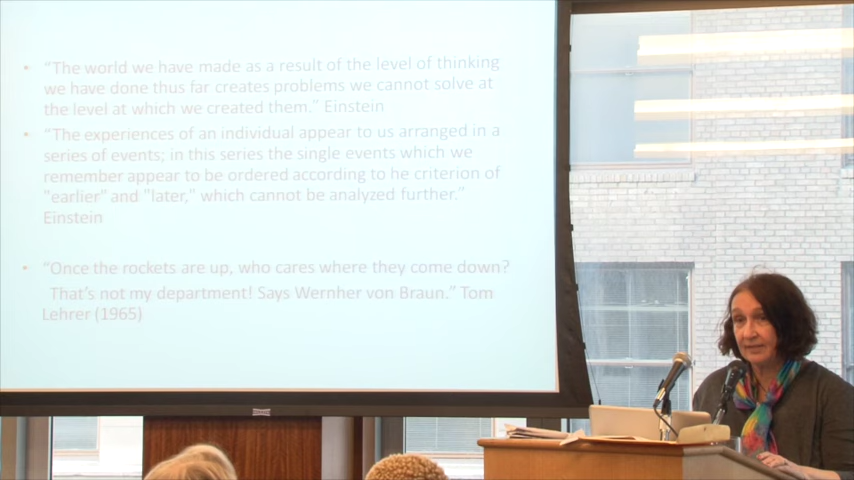 • “The world we have made as a result of the level of thinking
we have done thus far creates problems we cannot solve at
the level at which we created them.” Einstein
• “The experiences of an individual appear to us arranged in a
series of events; in this series the single events which we
remember appear to be ordered according to he criterion of
"earlier" and "later," which cannot be analyzed further.”
Einstein
• “Once the rockets are up, who cares where they come down?
That’s not my department! Says Wernher von Braun.” Tom
Lehrer (1965)